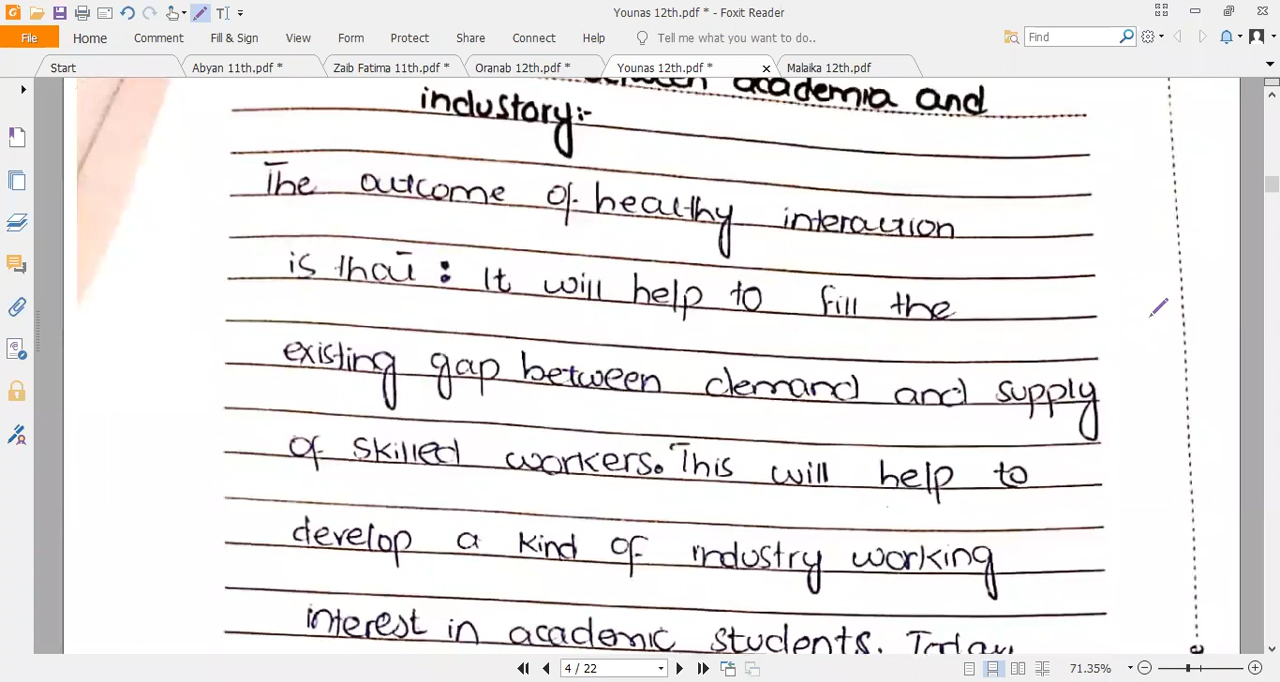 Younas 12th.pdf * - Foxit Reader
File Home Comment Fill & Sign View Form Protect Share Connect Help Tell me what you want to do.. Find
Start Abyan 11th.pdf * Zaib Fatima 11th.pdf * Oranab 12th.pdf * Younas 12th.pdf * Malaika 12th.pdf
academia and
industory:-
The outcome of healthy interaction
is that : It will help to fill the
existing gap between demand and supply
of skilled workers. This will help to
develop a kind of industry working
interest in academic students. Today
4 / 22 71.35%